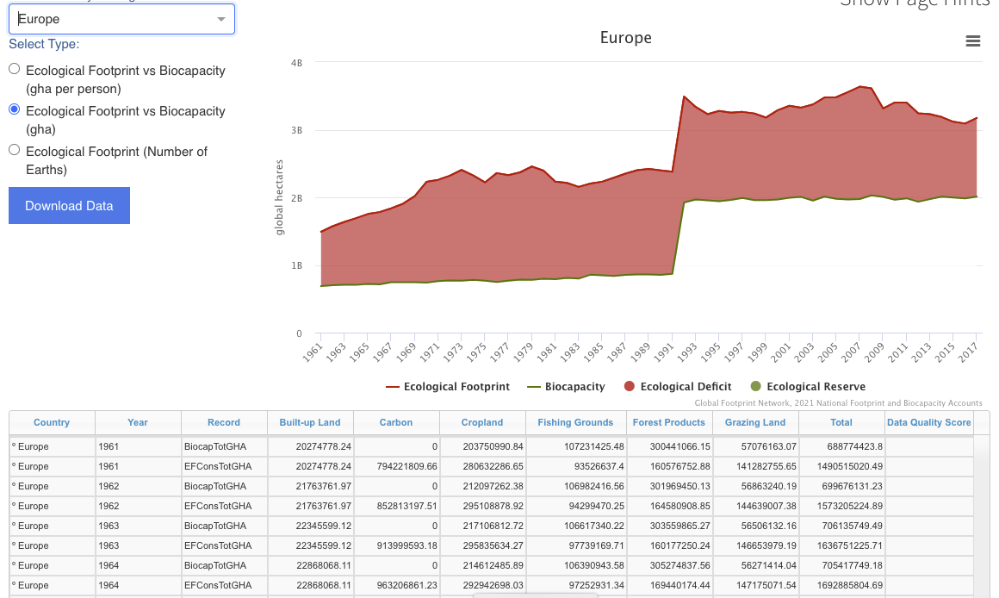 Show Page Hints
Europe
Select Type:
Ecological Footprint vs Biocapacity
(gha per person)
Ecological Footprint vs Biocapacity
(gha)
Ecological Footprint (Number of
Earths)
Download Data
Europe
4B
3B
2B
1B
0
global hectares
1961 1963 1965 1967 1969 1971 1973 1975 1977 1979 1981 1983 1985 1987 1989 1991 1993 1995 1997 1999 2001 2003 2005 2007 2009 2011 2013 2015 2017
Ecological Footprint Biocapacity Ecological Deficit Ecological Reserve
Global Footprint Network, 2021 National Footprint and Biocapacity Accounts
Country Year Record Built-up Land Carbon Cropland Fishing Grounds Forest Products Grazing Land Total Data Quality Score
° Europe 1961 BiocapTotGHA 20274778.24 0 203750990.84 107231425.48 300441066.15 57076163.07 688774423.8
° Europe 1961 EFConsTotGHA 20274778.24 794221809.66 280632286.65 93526637.4 160576752.88 141282755.65 1490515020.49
° Europe 1962 BiocapTotGHA 21763761.97 0 212097262.38 106982416.56 301969450.13 56863240.19 699676131.23
° Europe 1962 EFConsTotGHA 21763761.97 852813197.51 295108878.92 94299470.25 164580908.85 144639007.38 1573205224.89
° Europe 1963 BiocapTotGHA 22345599.12 0 217106812.72 106617340.22 303559865.27 56506132.16 706135749.49
° Europe 1963 EFConsTotGHA 22345599.12 913999593.18 295835634.27 97739169.71 160177250.24 146653979.19 1636751225.71
° Europe 1964 BiocapTotGHA 22868068.11 0 214612485.89 106390943.58 305274837.56 56271414.04 705417749.18
° Europe 1964 EFConsTotGHA 22868068.11 963206861.23 292942698.03 97252931.34 169440174.44 147175071.54 1692885804.69